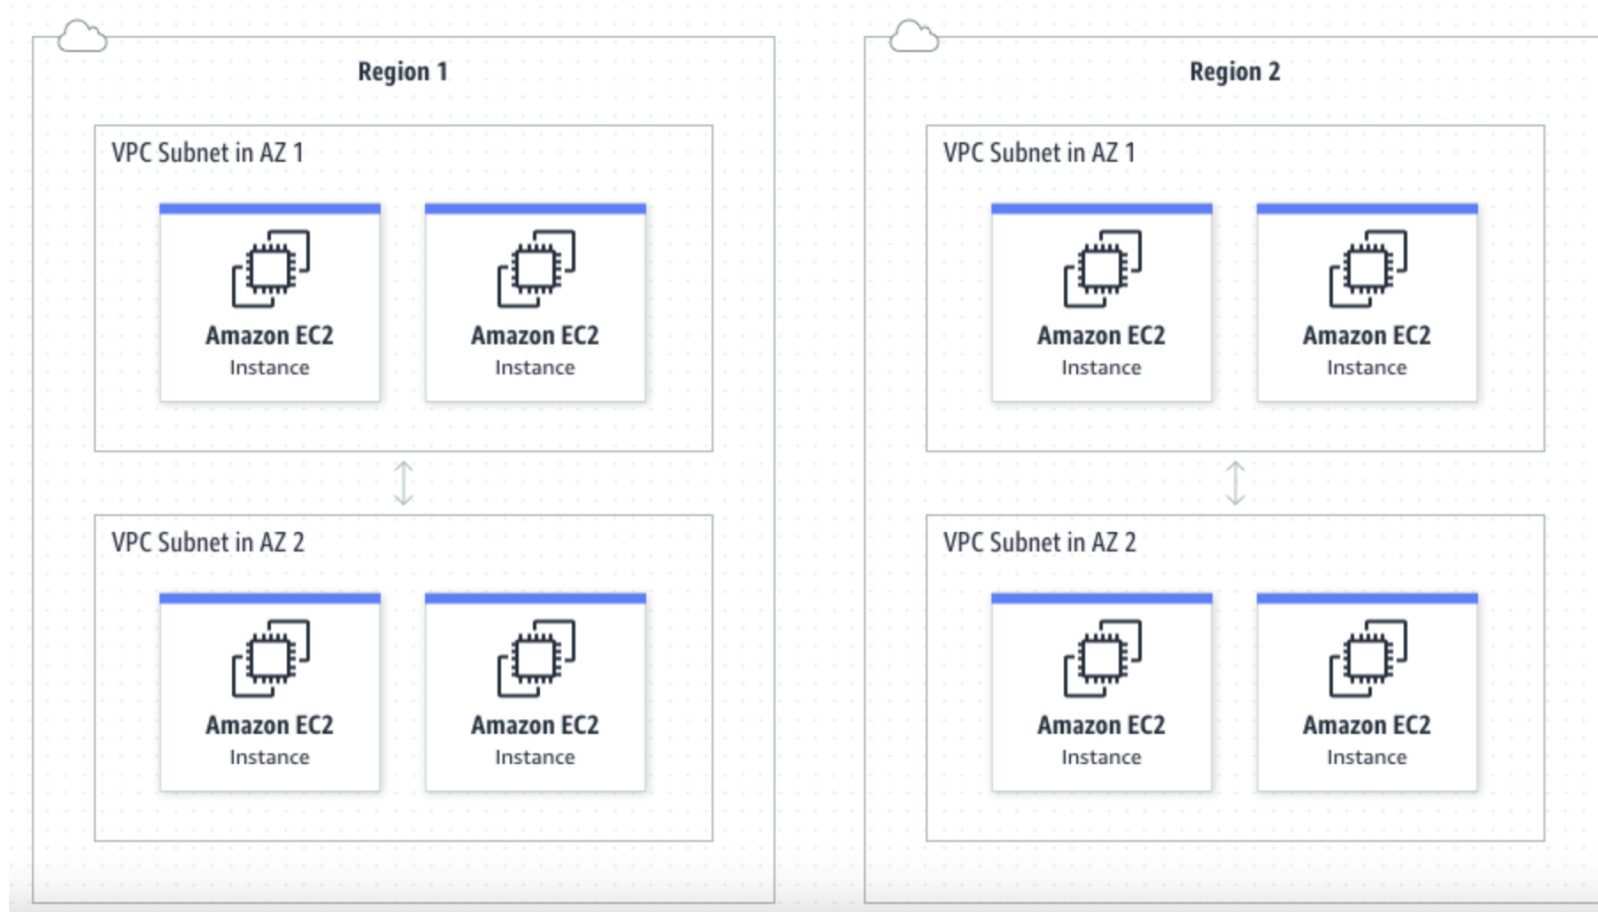 Region 1
VPC Subnet in AZ 1
Amazon EC2
Instance
Amazon EC2
Instance
VPC Subnet in AZ 2
Amazon EC2
Instance
Amazon EC2
Instance
Region 2
VPC Subnet in AZ 1
Amazon EC2
Instance
Amazon EC2
Instance
VPC Subnet in AZ 2
Amazon EC2
Instance
Amazon EC2
Instance